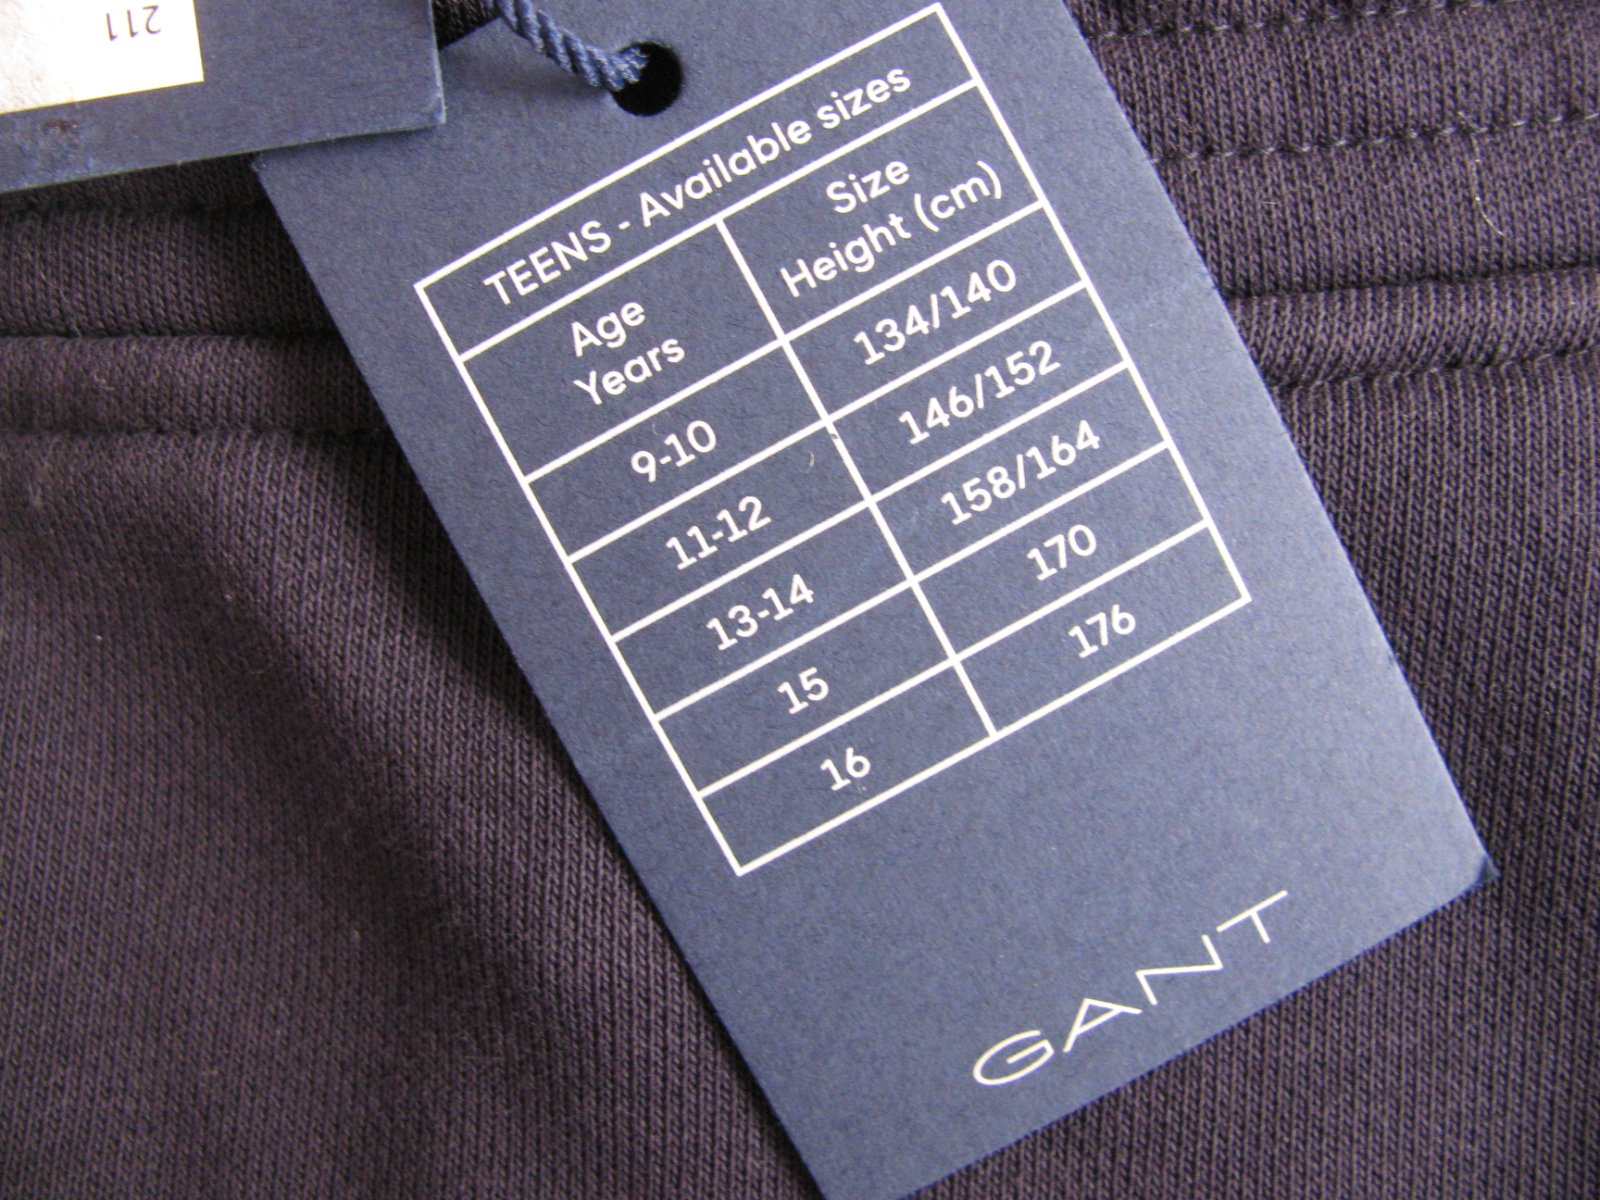 211
TEENS - Available sizes
Age
Years
Size
Height (cm)
9-10
134/140
11-12
146/152
13-14
158/164
15
170
16
176
GANT